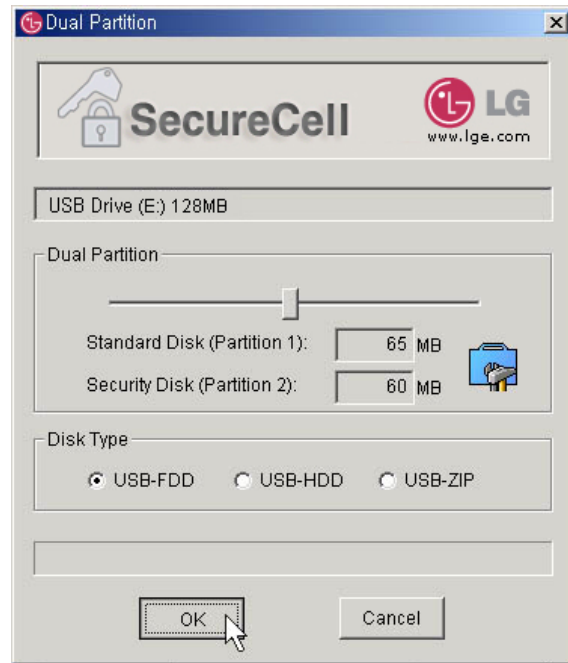 Dual Partition
SecureCell
LG
www.lge.com
USB Drive (E:) 128MB
Dual Partition
Standard Disk (Partition 1): 65 MB
Security Disk (Partition 2): 60 MB
Disk Type
USB-FDD USB-HDD USB-ZIP
OK Cancel